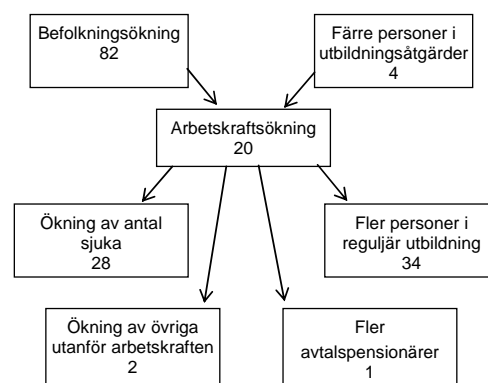 Befolkningsökning
82
Färre personer i
utbildningsåtgärder
4
Arbetskraftsökning
20
Ökning av antal
sjuka
28
Fler personer i
reguljär utbildning
34
Ökning av övriga
utanför arbetskraften
2
Fler
avtalspensionärer
1